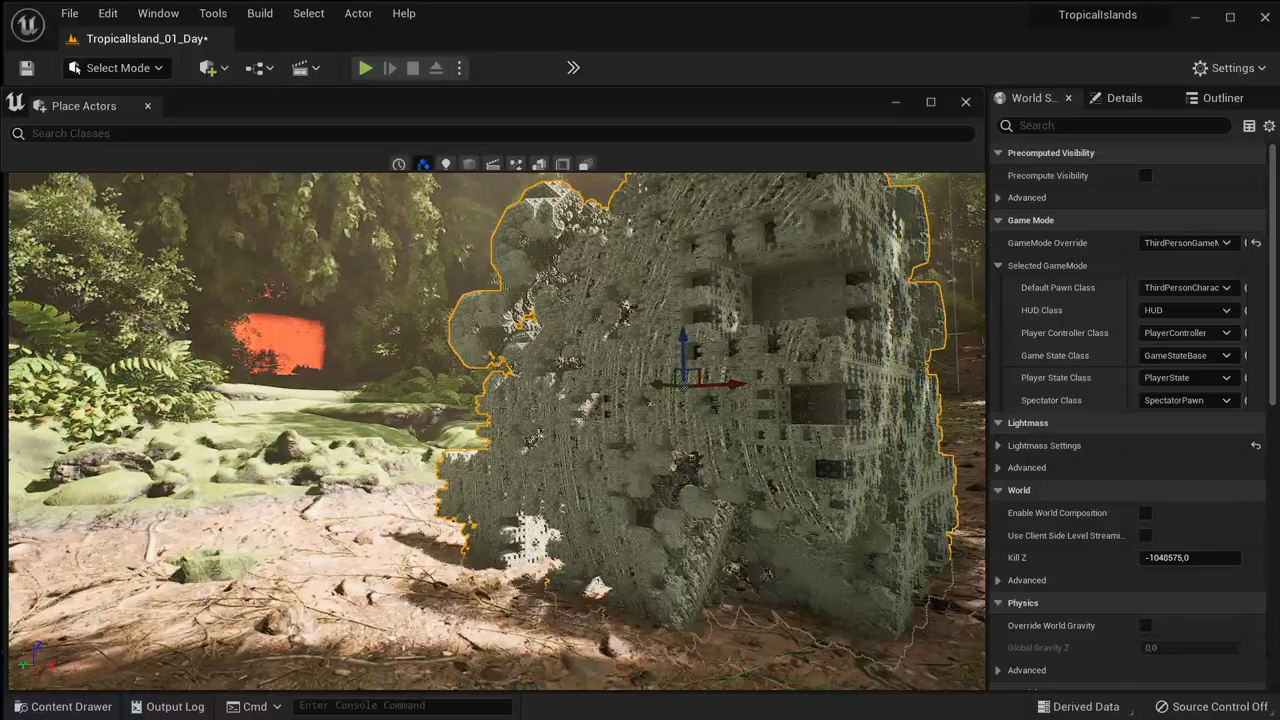 File Edit Window Tools Build Select Actor Help
TropicalIslands
TropicalIsland_01_Day•
Select Mode
Settings
Place Actors
World S...
Details
Outliner
Search Classes
Search
Precomputed Visibility
Precompute Visibility
Advanced
Game Mode
GameMode Override ThirdPersonGameM
Selected GameMode
Default Pawn Class ThirdPersonCharac
HUD Class HUD
Player Controller Class PlayerController
Game State Class GameStateBase
Player State Class PlayerState
Spectator Class SpectatorPawn
Lightmass
Lightmass Settings
Advanced
World
Enable World Composition
Use Client Side Level Streami...
Kill Z -1048575,0
Advanced
Physics
Override World Gravity
Global Gravity Z 0,0
Advanced
Content Drawer Output Log Cmd Enter Console Command Derived Data Source Control Off